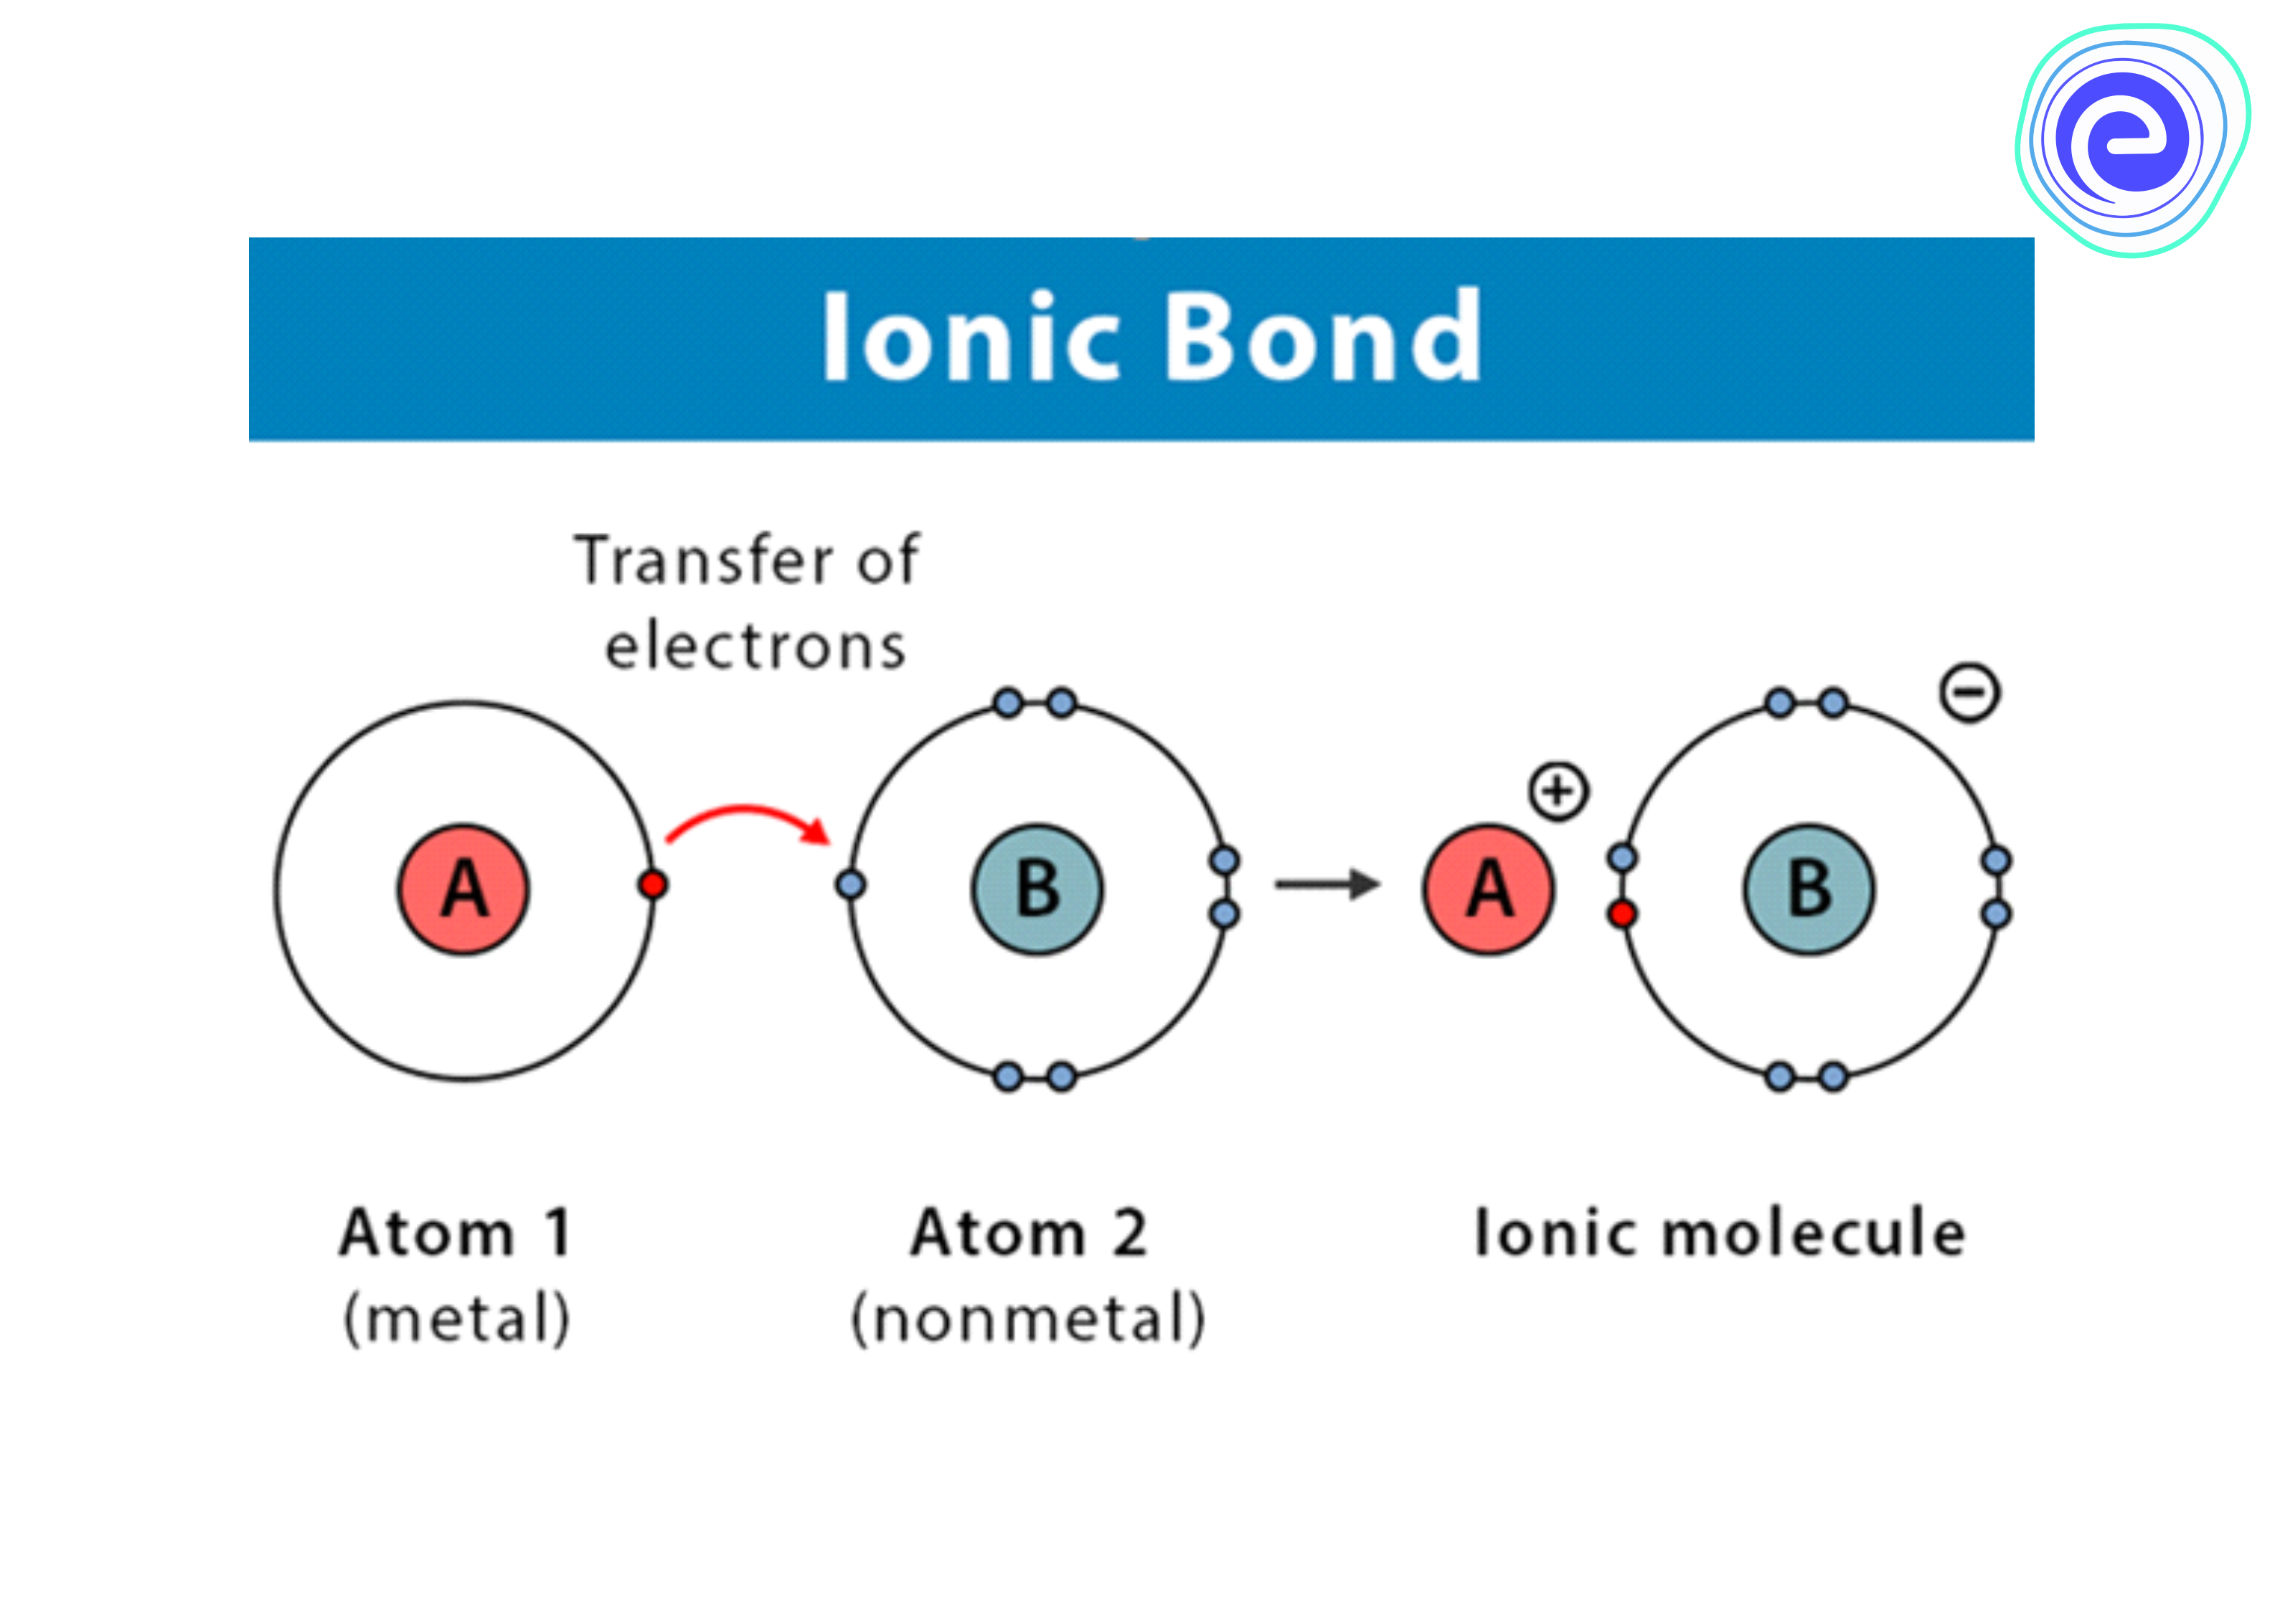 Ionic Bond
Transfer of
electrons
A
B
A
+
B
−
Atom 1
(metal)
Atom 2
(nonmetal)
Ionic molecule
e